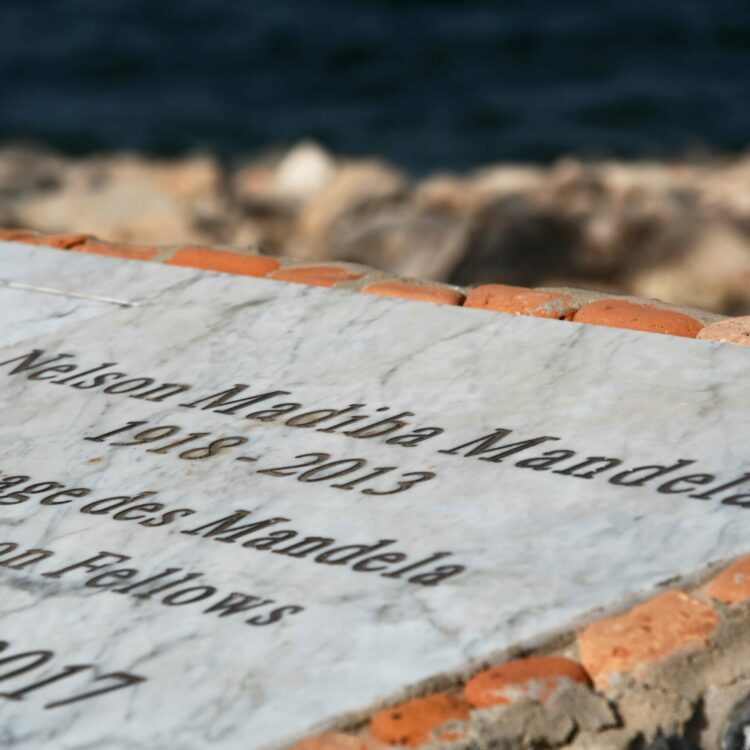 Nelson Madiba Mandela
1918 - 2013
des Mandela
Fellows
2017